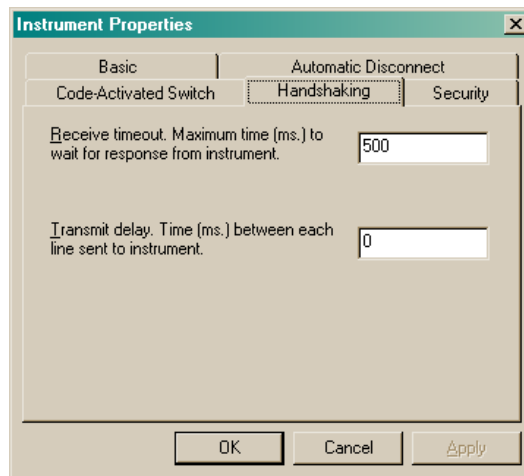 Instrument Properties
Basic
Automatic Disconnect
Code-Activated Switch
Handshaking
Security
Receive timeout. Maximum time (ms.) to
wait for response from instrument.
500
Transmit delay. Time (ms.) between each
line sent to instrument.
0
OK
Cancel
Apply